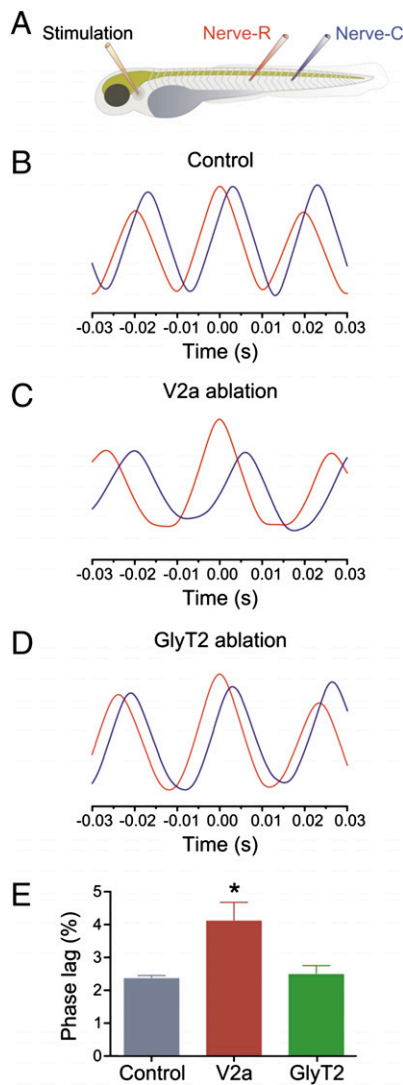 A
Stimulation Nerve-R Nerve-C
B
Control
-0.03 -0.02 -0.01 0.00 0.01 0.02 0.03
Time (s)
C
V2a ablation
-0.03 -0.02 -0.01 0.00 0.01 0.02 0.03
Time (s)
D
GlyT2 ablation
-0.03 -0.02 -0.01 0.00 0.01 0.02 0.03
Time (s)
E
Phase lag (%)
5
4
3
2
1
0
*
Control V2a GlyT2